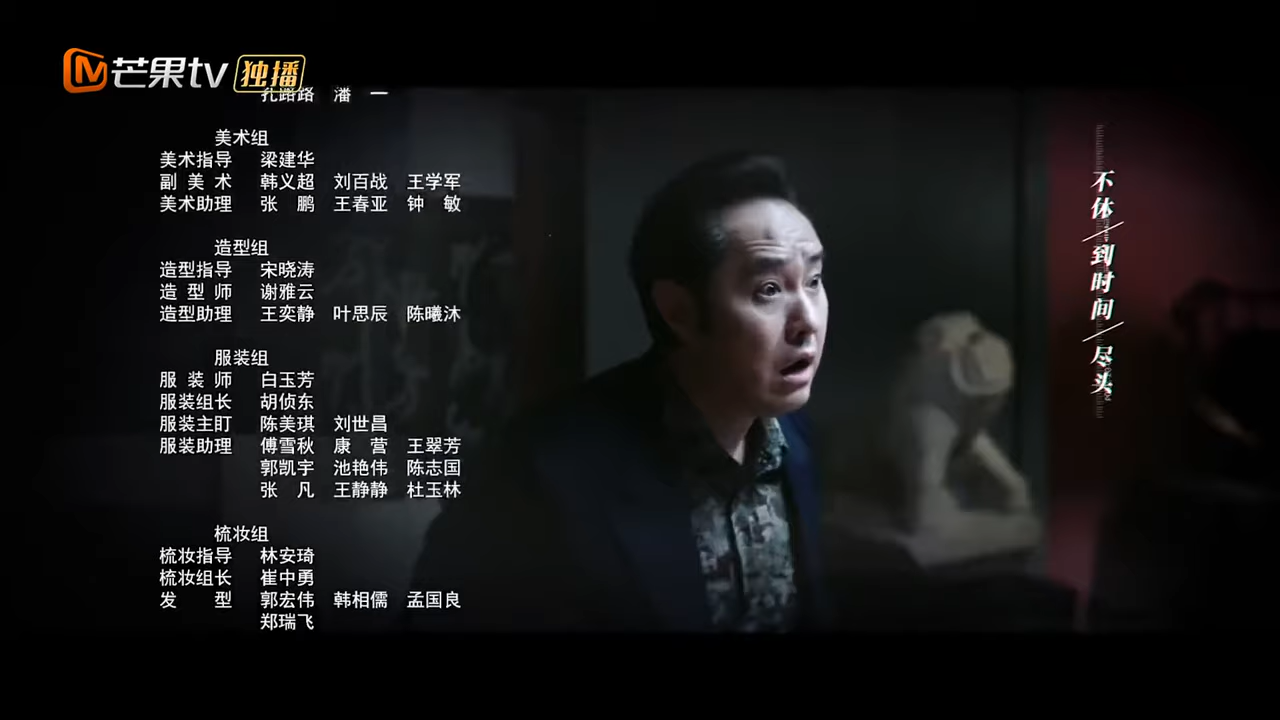 芒果tv 独播
孔路路 潘 一
美术组
美术指导 梁建华
副 美 术 韩义超 刘百战 王学军
美术助理 张 鹏 王春亚 钟 敏
造型组
造型指导 宋晓涛
造 型 师 谢雅云
造型助理 王奕静 叶思辰 陈曦沐
服装组
服 装 师 白玉芳
服装组长 胡侦东
服装主盯 陈美琪 刘世昌
服装助理 傅雪秋 康 营 王翠芳
郭凯宇 池艳伟 陈志国
张 凡 王静静 杜玉林
梳妆组
梳妆指导 林安琦
梳妆组长 崔中勇
发 型 郭宏伟 韩相儒 孟国良
郑瑞飞
不休/到时间/尽头